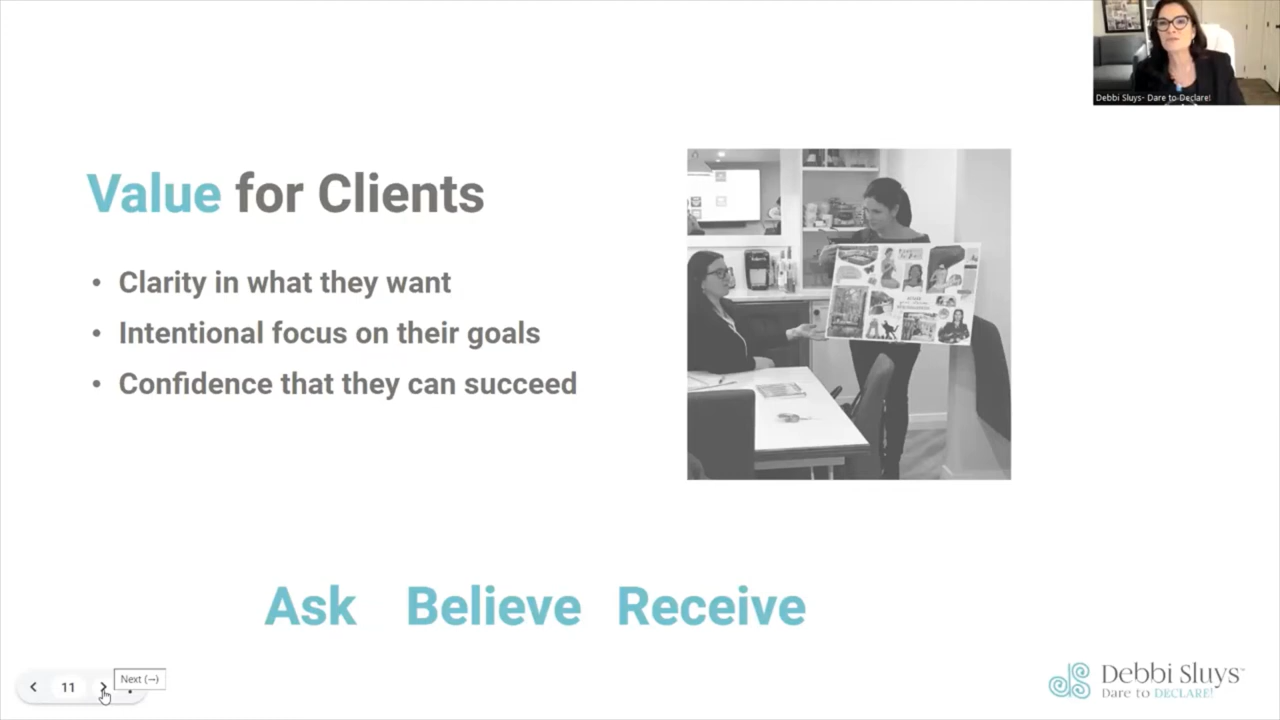 Debbi Sluys- Dare to Declare!
Value for Clients
• Clarity in what they want
• Intentional focus on their goals
• Confidence that they can succeed
Ask Believe Receive
11
Next (→)
Debbi Sluys™
Dare to DECLARE!